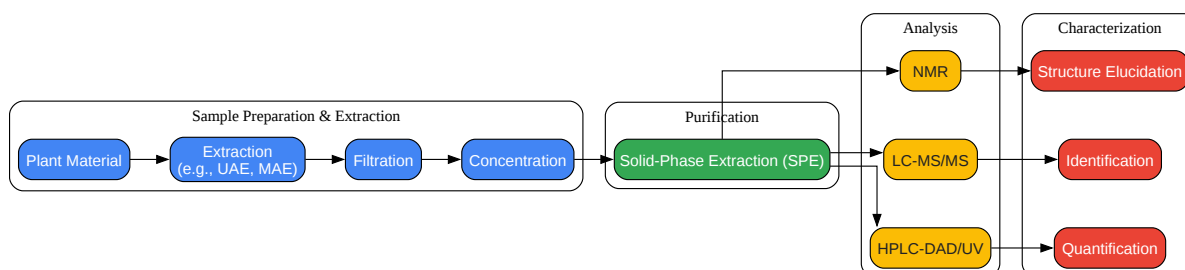 Sample Preparation & Extraction
Plant Material
Extraction
(e.g., UAE, MAE)
Filtration
Concentration
Purification
Solid-Phase Extraction (SPE)
Analysis
NMR
LC-MS/MS
HPLC-DAD/UV
Characterization
Structure Elucidation
Identification
Quantification